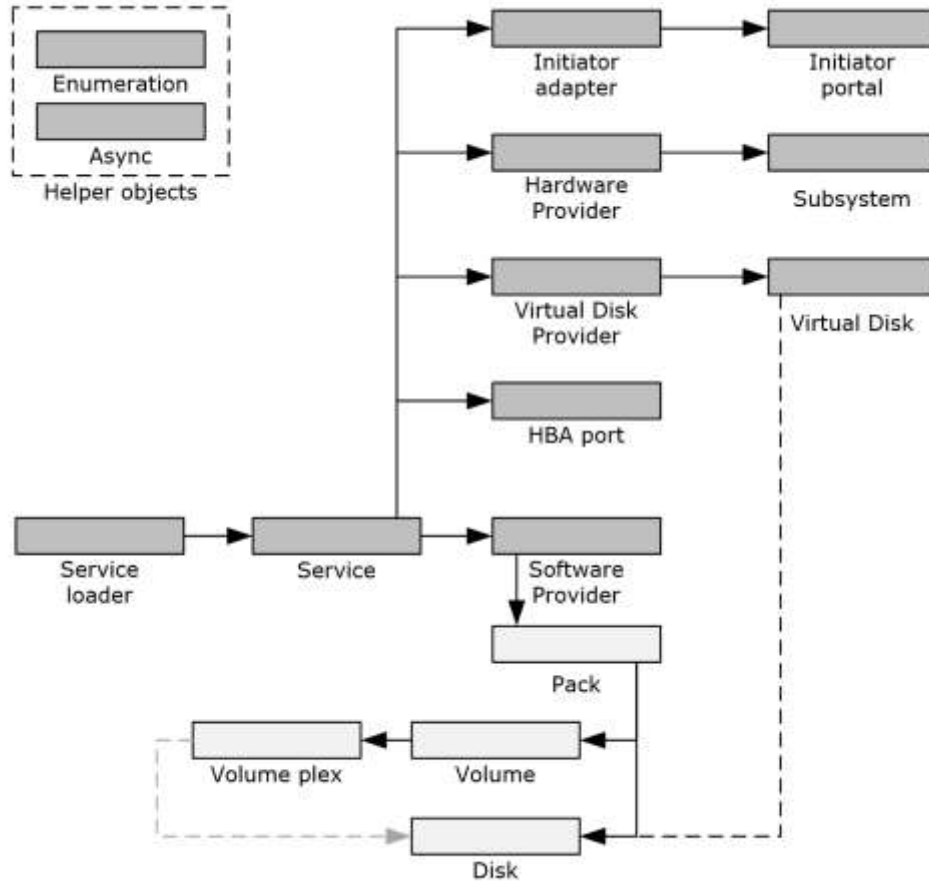 Enumeration
Async
Helper objects
Initiator
adapter
Initiator
portal
Hardware
Provider
Subsystem
Virtual Disk
Provider
Virtual Disk
HBA port
Service
loader
Service
Software
Provider
Pack
Volume plex
Volume
Disk